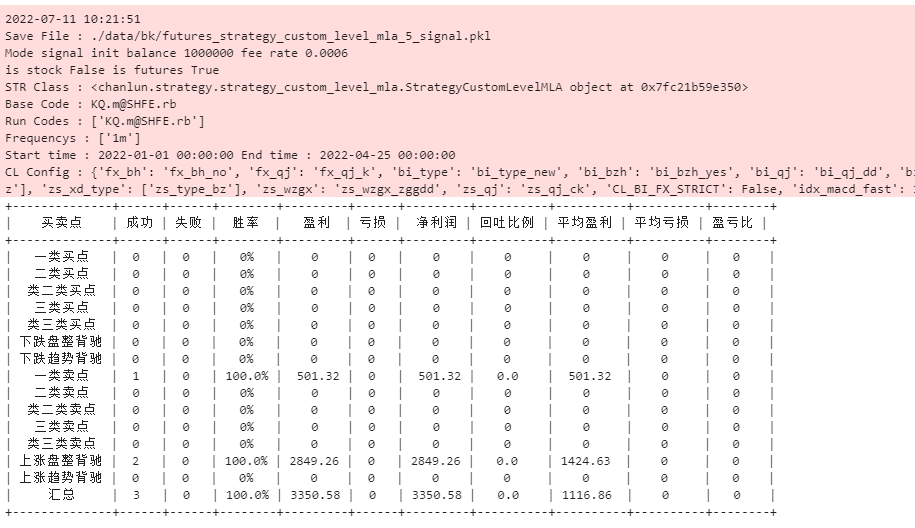 2022-07-11 10:21:51
Save File : ./data/bk/futures_strategy_custom_level_mla_5_signal.pkl
Mode signal init balance 1000000 fee rate 0.0006
is stock False is futures True
STR Class : <chanlun.strategy.strategy_custom_level_mla.StrategyCustomLevelMLA object at 0x7fc21b59e350>
Base Code : KQ.m@SHFE.rb
Run Codes : ['KQ.m@SHFE.rb']
Frequencys : ['1m']
Start time : 2022-01-01 00:00:00 End time : 2022-04-25 00:00:00
CL Config : {'fx_bh': 'fx_bh_no', 'fx_qj': 'fx_qj_k', 'bi_type': 'bi_type_new', 'bi_bzh': 'bi_bzh_yes', 'bi_qj': 'bi_qj_dd', 'bi
z'], 'zs_xd_type': ['zs_type_bz'], 'zs_wzgx': 'zs_wzgx_zggdd', 'zs_qj': 'zs_qj_ck', 'CL_BI_FX_STRICT': False, 'idx_macd_fast':
+--------------+------+------+--------+---------+------+---------+----------+----------+----------+--------+
| 买卖点 | 成功 | 失败 | 胜率 | 盈利 | 亏损 | 净利润 | 回吐比例 | 平均盈利 | 平均亏损 | 盈亏比 |
+--------------+------+------+--------+---------+------+---------+----------+----------+----------+--------+
| 一类买点 | 0 | 0 | 0% | 0 | 0 | 0 | 0 | 0 | 0 | 0 |
| 二类买点 | 0 | 0 | 0% | 0 | 0 | 0 | 0 | 0 | 0 | 0 |
| 类二类买点 | 0 | 0 | 0% | 0 | 0 | 0 | 0 | 0 | 0 | 0 |
| 三类买点 | 0 | 0 | 0% | 0 | 0 | 0 | 0 | 0 | 0 | 0 |
| 类三类买点 | 0 | 0 | 0% | 0 | 0 | 0 | 0 | 0 | 0 | 0 |
| 下跌盘整背驰 | 0 | 0 | 0% | 0 | 0 | 0 | 0 | 0 | 0 | 0 |
| 下跌趋势背驰 | 0 | 0 | 0% | 0 | 0 | 0 | 0 | 0 | 0 | 0 |
| 一类卖点 | 1 | 0 | 100.0% | 501.32 | 0 | 501.32 | 0.0 | 501.32 | 0 | 0 |
| 二类卖点 | 0 | 0 | 0% | 0 | 0 | 0 | 0 | 0 | 0 | 0 |
| 类二类卖点 | 0 | 0 | 0% | 0 | 0 | 0 | 0 | 0 | 0 | 0 |
| 三类卖点 | 0 | 0 | 0% | 0 | 0 | 0 | 0 | 0 | 0 | 0 |
| 类三类卖点 | 0 | 0 | 0% | 0 | 0 | 0 | 0 | 0 | 0 | 0 |
| 上涨盘整背驰 | 2 | 0 | 100.0% | 2849.26 | 0 | 2849.26 | 0.0 | 1424.63 | 0 | 0 |
| 上涨趋势背驰 | 0 | 0 | 0% | 0 | 0 | 0 | 0 | 0 | 0 | 0 |
| 汇总 | 3 | 0 | 100.0% | 3350.58 | 0 | 3350.58 | 0.0 | 1116.86 | 0 | 0 |
+--------------+------+------+--------+---------+------+---------+----------+----------+----------+--------+